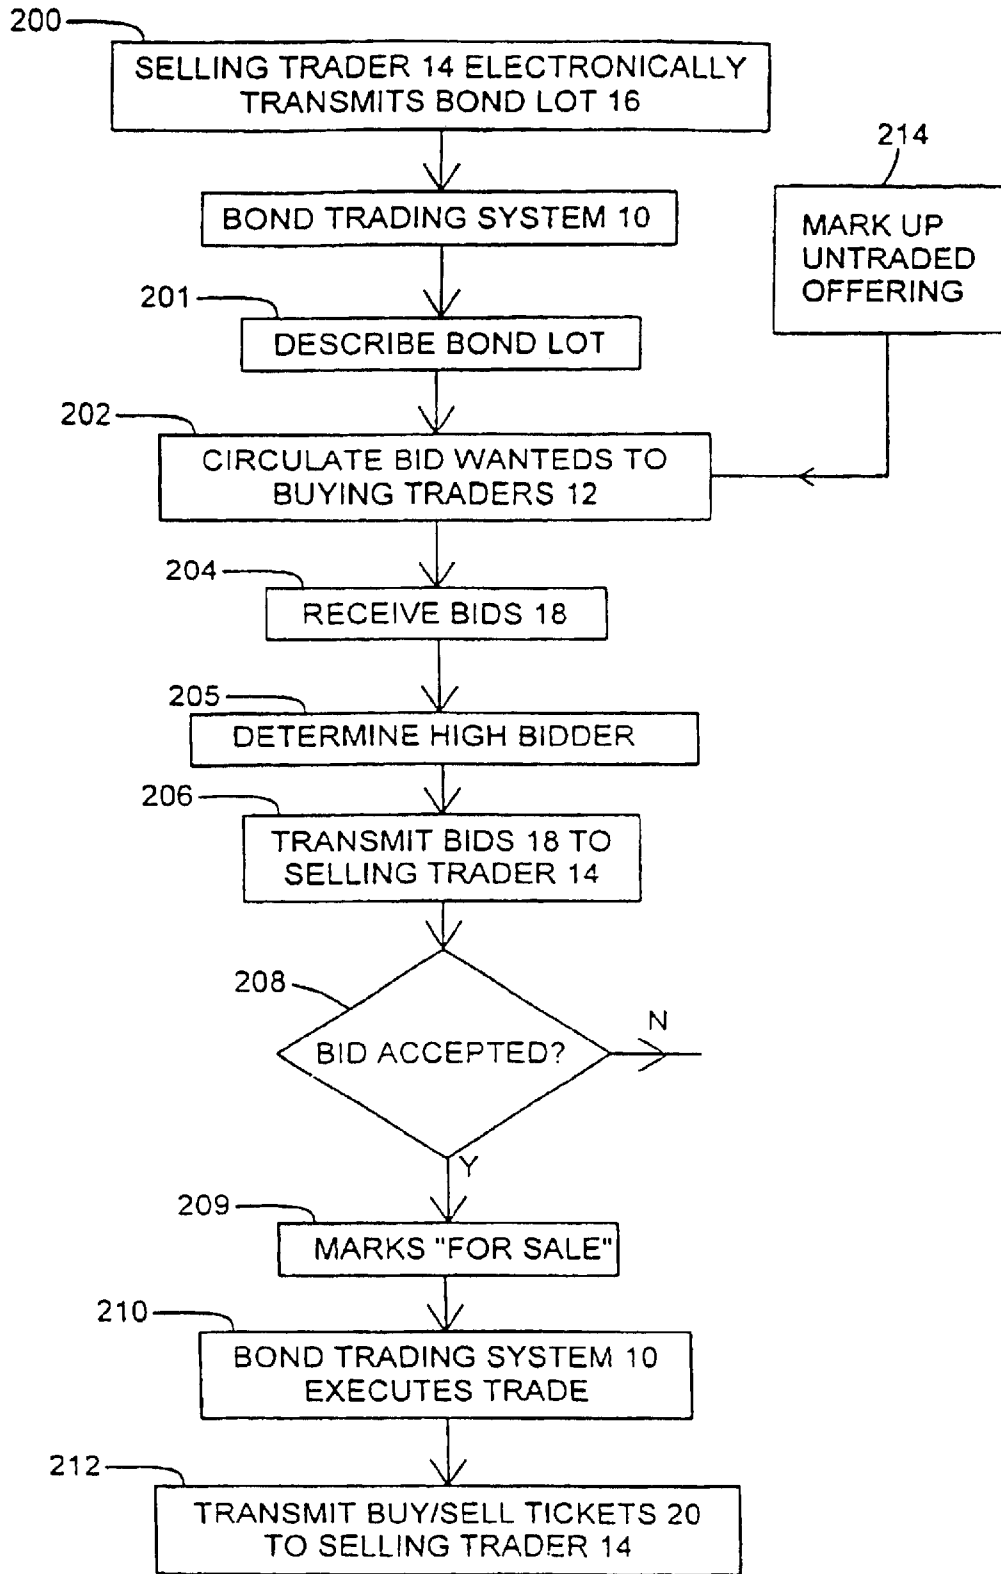 200
SELLING TRADER 14 ELECTRONICALLY
TRANSMITS BOND LOT 16
214
BOND TRADING SYSTEM 10
MARK UP
UNTRADED
OFFERING
201
DESCRIBE BOND LOT
202
CIRCULATE BID WANTEDS TO
BUYING TRADERS 12
204
RECEIVE BIDS 18
205
DETERMINE HIGH BIDDER
206
TRANSMIT BIDS 18 TO
SELLING TRADER 14
208
BID ACCEPTED?
N
Y
209
MARKS "FOR SALE"
210
BOND TRADING SYSTEM 10
EXECUTES TRADE
212
TRANSMIT BUY/SELL TICKETS 20
TO SELLING TRADER 14